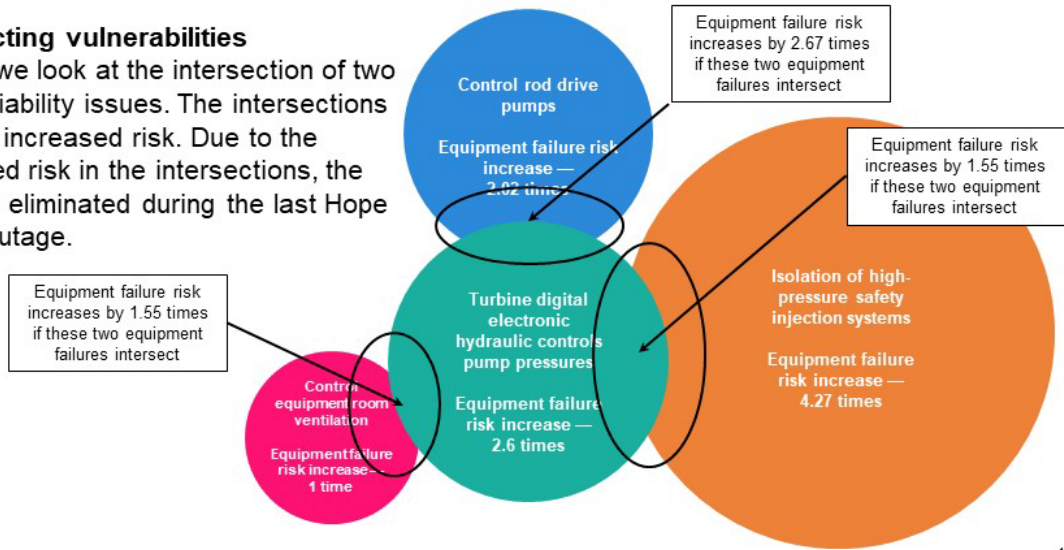 cting vulnerabilities
we look at the intersection of two
iability issues. The intersections
increased risk. Due to the
ed risk in the intersections, the
eliminated during the last Hope
utage.
Equipment failure risk
increases by 2.67 times
if these two equipment
failures intersect
Control rod drive
pumps
Equipment failure risk
increase —
2.02 times
Equipment failure risk
increases by 1.55 times
if these two equipment
failures intersect
Isolation of high-
pressure safety
injection systems
Equipment failure
risk increase —
4.27 times
Equipment failure risk
increases by 1.55 times
if these two equipment
failures intersect
Turbine digital
electronic
hydraulic controls
pump pressures
Equipment failure
risk increase —
2.6 times
Control
equipment room
ventilation
Equipment failure
risk increase —
1 time